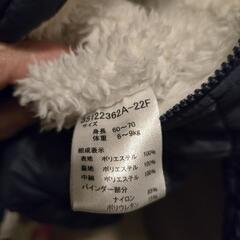 35122362A-22F
サイズ
身長 60~70
体重 6~9kg
組成表示
表地 ポリエステル 100%
裏地 ポリエステル 100%
中綿 ポリエステル 100%
バインダー部分
ナイロン 85%
ポリウレタン 15%